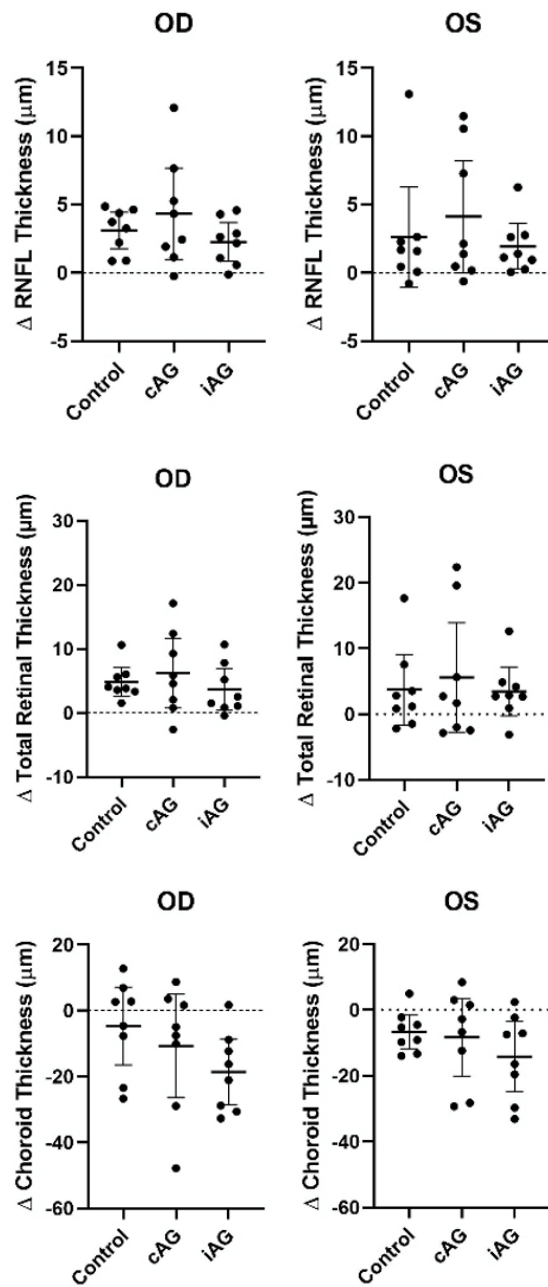 OD
OS
Δ RNFL Thickness (μm)
15
10
5
0
-5
Control
cAG
iAG
Δ RNFL Thickness (μm)
15
10
5
0
-5
Control
cAG
iAG
OD
OS
Δ Total Retinal Thickness (μm)
30
20
10
0
-10
Control
cAG
iAG
Δ Total Retinal Thickness (μm)
30
20
10
0
-10
Control
cAG
iAG
OD
OS
Δ Choroid Thickness (μm)
20
0
-20
-40
-60
Control
cAG
iAG
Δ Choroid Thickness (μm)
20
0
-20
-40
-60
Control
cAG
iAG